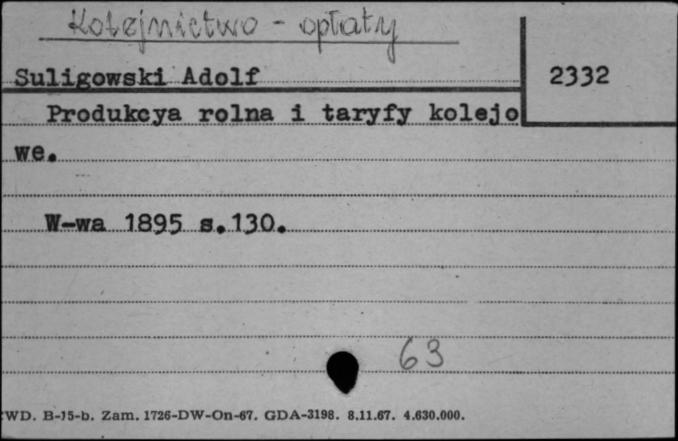 Kolejnictwo - opłaty
Suligowski Adolf
2332
Produkcya rolna i taryfy kolejo
we.
W-wa 1895 s.130.
63
WD. B-15-b. Zam. 1726-DW-On-67. GDA-3198. 8.11.67. 4.630.000.